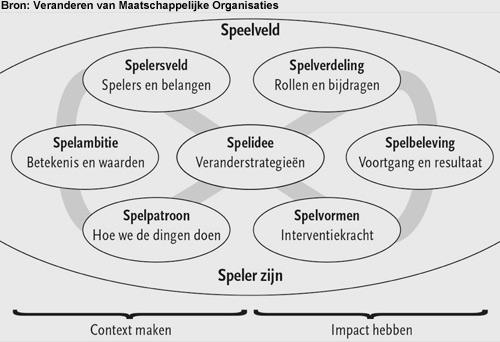 Bron: Veranderen van Maatschappelijke Organisaties
Speelveld
Spelersveld
Spelers en belangen
Spelverdeling
Rollen en bijdragen
Spelambitie
Betekenis en waarden
Spelidee
Veranderstrategieën
Spelbeleving
Voortgang en resultaat
Spelpatroon
Hoe we de dingen doen
Spelvormen
Interventiekracht
Speler zijn
Context maken
Impact hebben